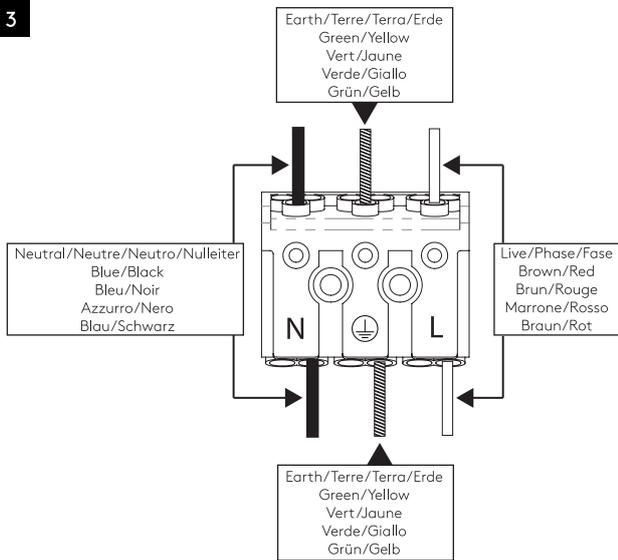 3
Earth/Terre/Terra/Erde
Green/Yellow
Vert/Jaune
Verde/Giallo
Grün/Gelb
Neutral/Neutre/Neutro/Nulleiter
Blue/Black
Bleu/Noir
Azzurro/Nero
Blau/Schwarz
Live/Phase/Fase
Brown/Red
Brun/Rouge
Marrone/Rosso
Braun/Rot
N
L
Earth/Terre/Terra/Erde
Green/Yellow
Vert/Jaune
Verde/Giallo
Grün/Gelb